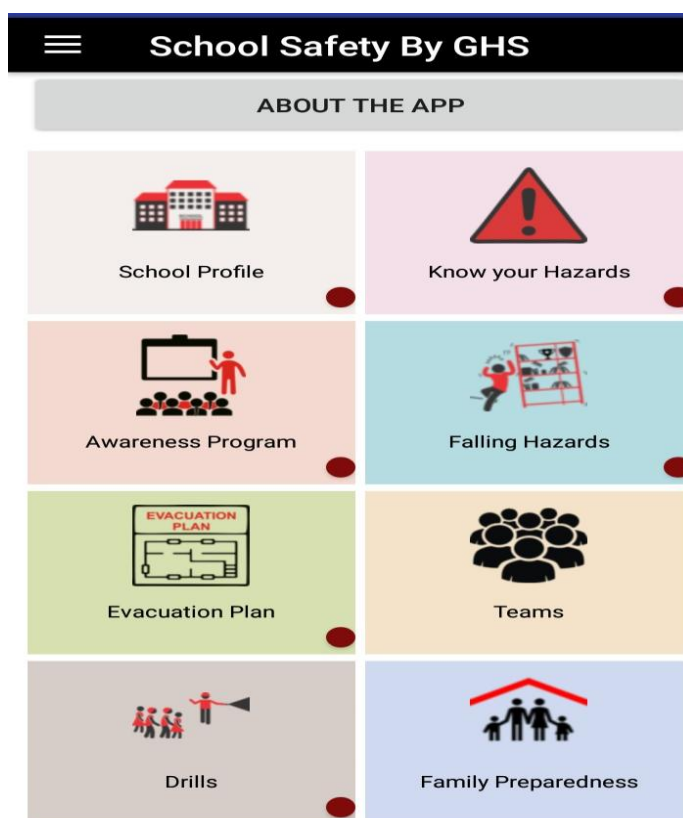 School Safety By GHS
ABOUT THE APP
SCHOOL
School Profile
Know your Hazards
Awareness Program
Falling Hazards
EVACUATION
PLAN
Evacuation Plan
Teams
Drills
Family Preparedness